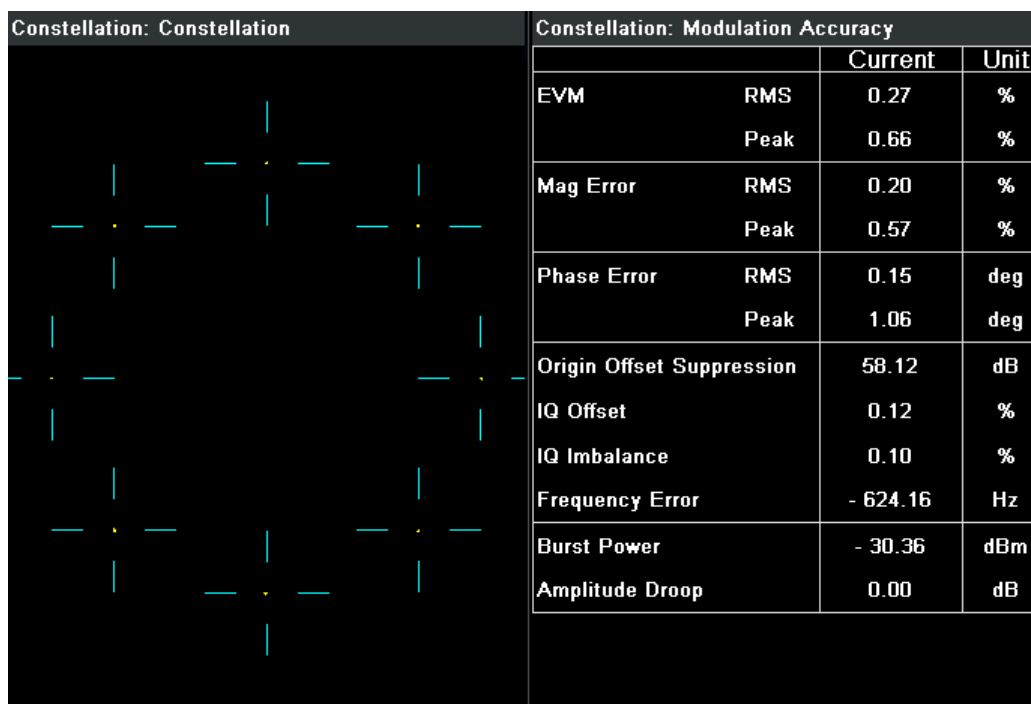 Constellation: Constellation
Constellation: Modulation Accuracy
Current Unit
EVM RMS 0.27 %
Peak 0.66 %
Mag Error RMS 0.20 %
Peak 0.57 %
Phase Error RMS 0.15 deg
Peak 1.06 deg
Origin Offset Suppression 58.12 dB
IQ Offset 0.12 %
IQ Imbalance 0.10 %
Frequency Error - 624.16 Hz
Burst Power - 30.36 dBm
Amplitude Droop 0.00 dB